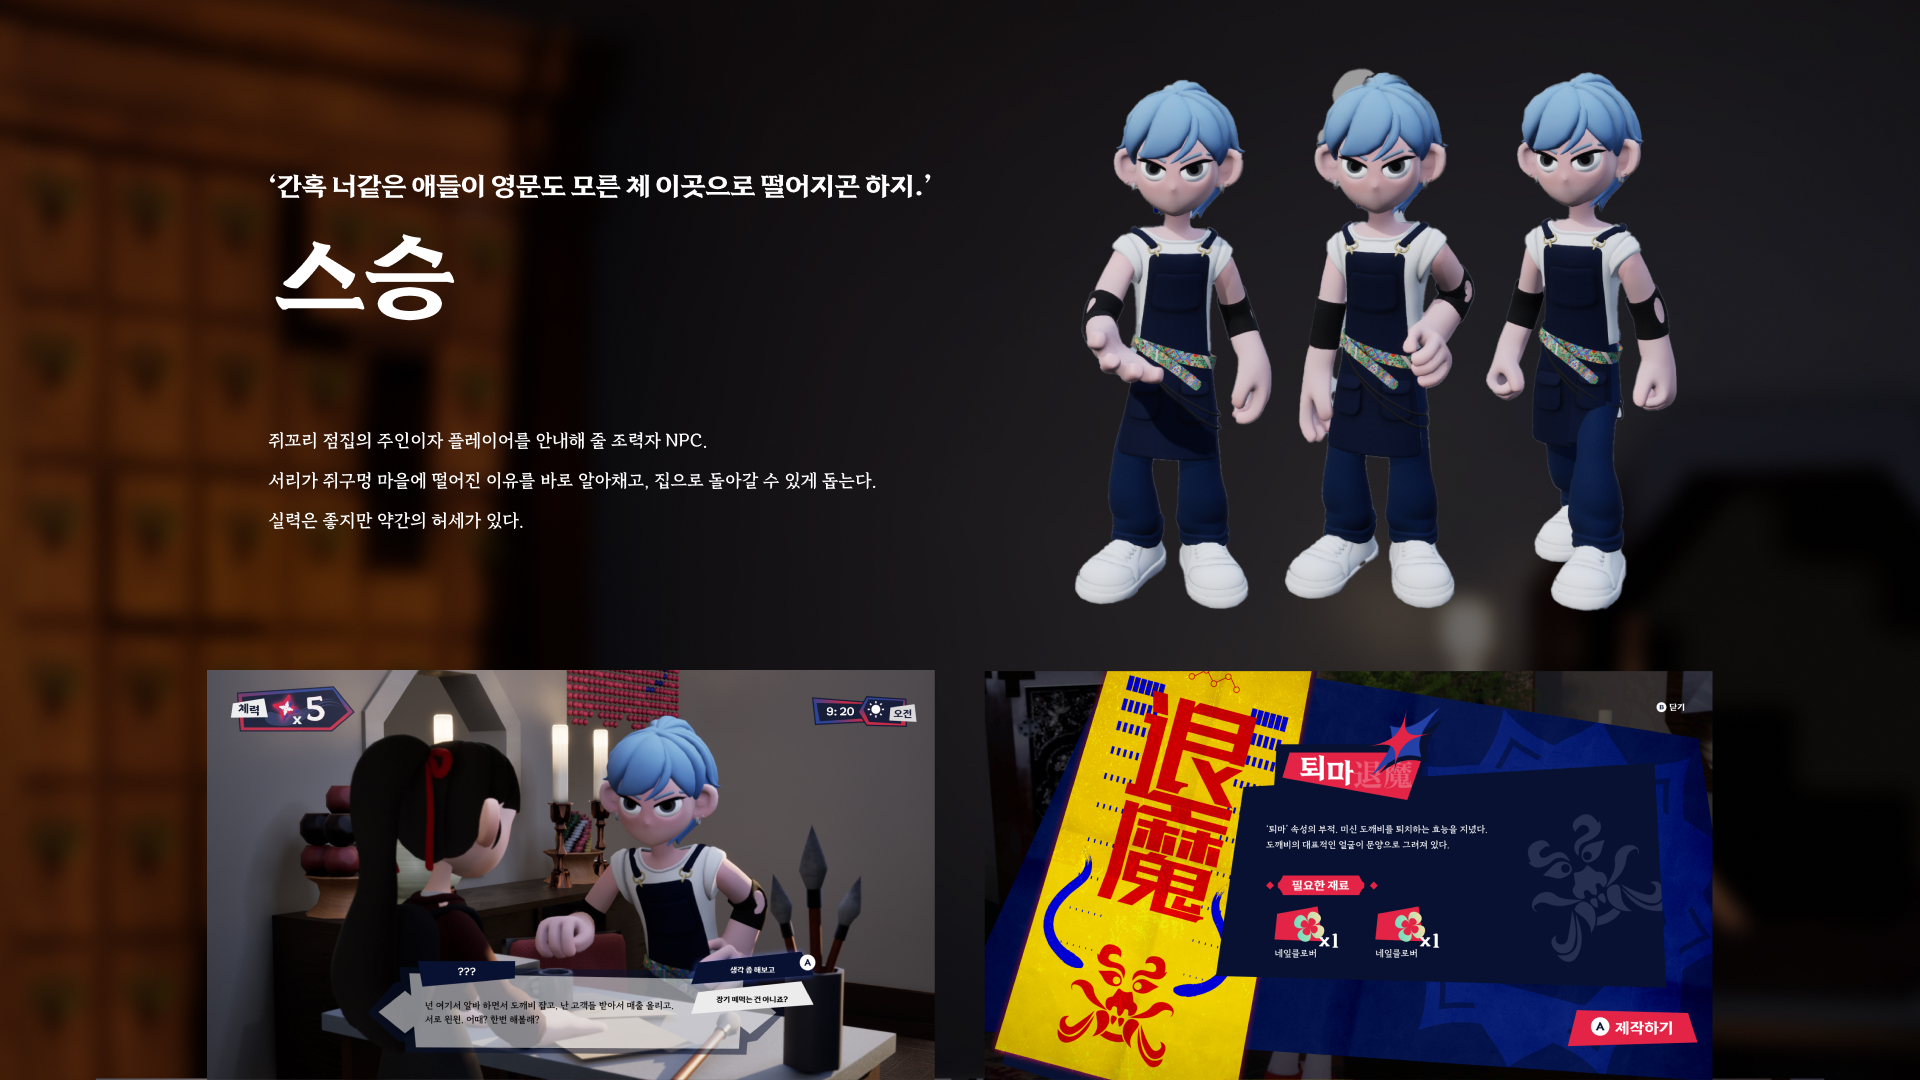 ‘간혹 너같은 애들이 영문도 모른 체 이곳으로 떨어지곤 하지.’
스승
쥐꼬리 점집의 주인이자 플레이어를 안내해 줄 조력자 NPC.
서리가 쥐구멍 마을에 떨어진 이유를 바로 알아채고, 집으로 돌아갈 수 있게 돕는다.
실력은 좋지만 약간의 허세가 있다.
체력 x 5
9: 20 오전
???
넌 여기서 알바 하면서 도깨비 잡고, 난 고객들 받아서 매출 올리고.
서로 윈윈. 어때? 한번 해볼래?
생각 좀 해보고 A
장기 떼먹는 건 아니죠?
退魔
B 닫기
퇴마 退魔
‘퇴마’ 속성의 부적. 미신 도깨비를 퇴치하는 효능을 지녔다.
도깨비의 대표적인 얼굴이 문양으로 그려져 있다.
필요한 재료
x1 x1
네잎클로버 네잎클로버
A 제작하기